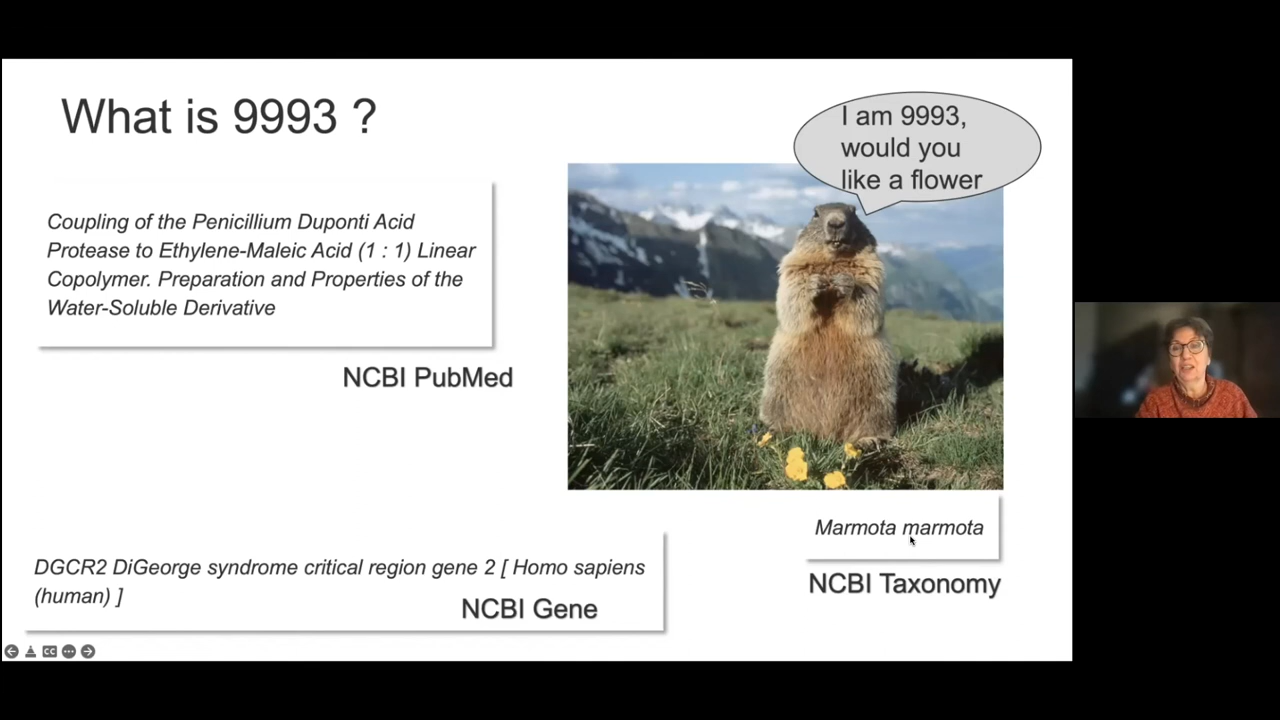 What is 9993 ?
I am 9993,
would you
like a flower
Coupling of the Penicillium Duponti Acid
Protease to Ethylene-Maleic Acid (1 : 1) Linear
Copolymer. Preparation and Properties of the
Water-Soluble Derivative
NCBI PubMed
Marmota marmota
NCBI Taxonomy
DGCR2 DiGeorge syndrome critical region gene 2 [ Homo sapiens
(human) ]
NCBI Gene
CC